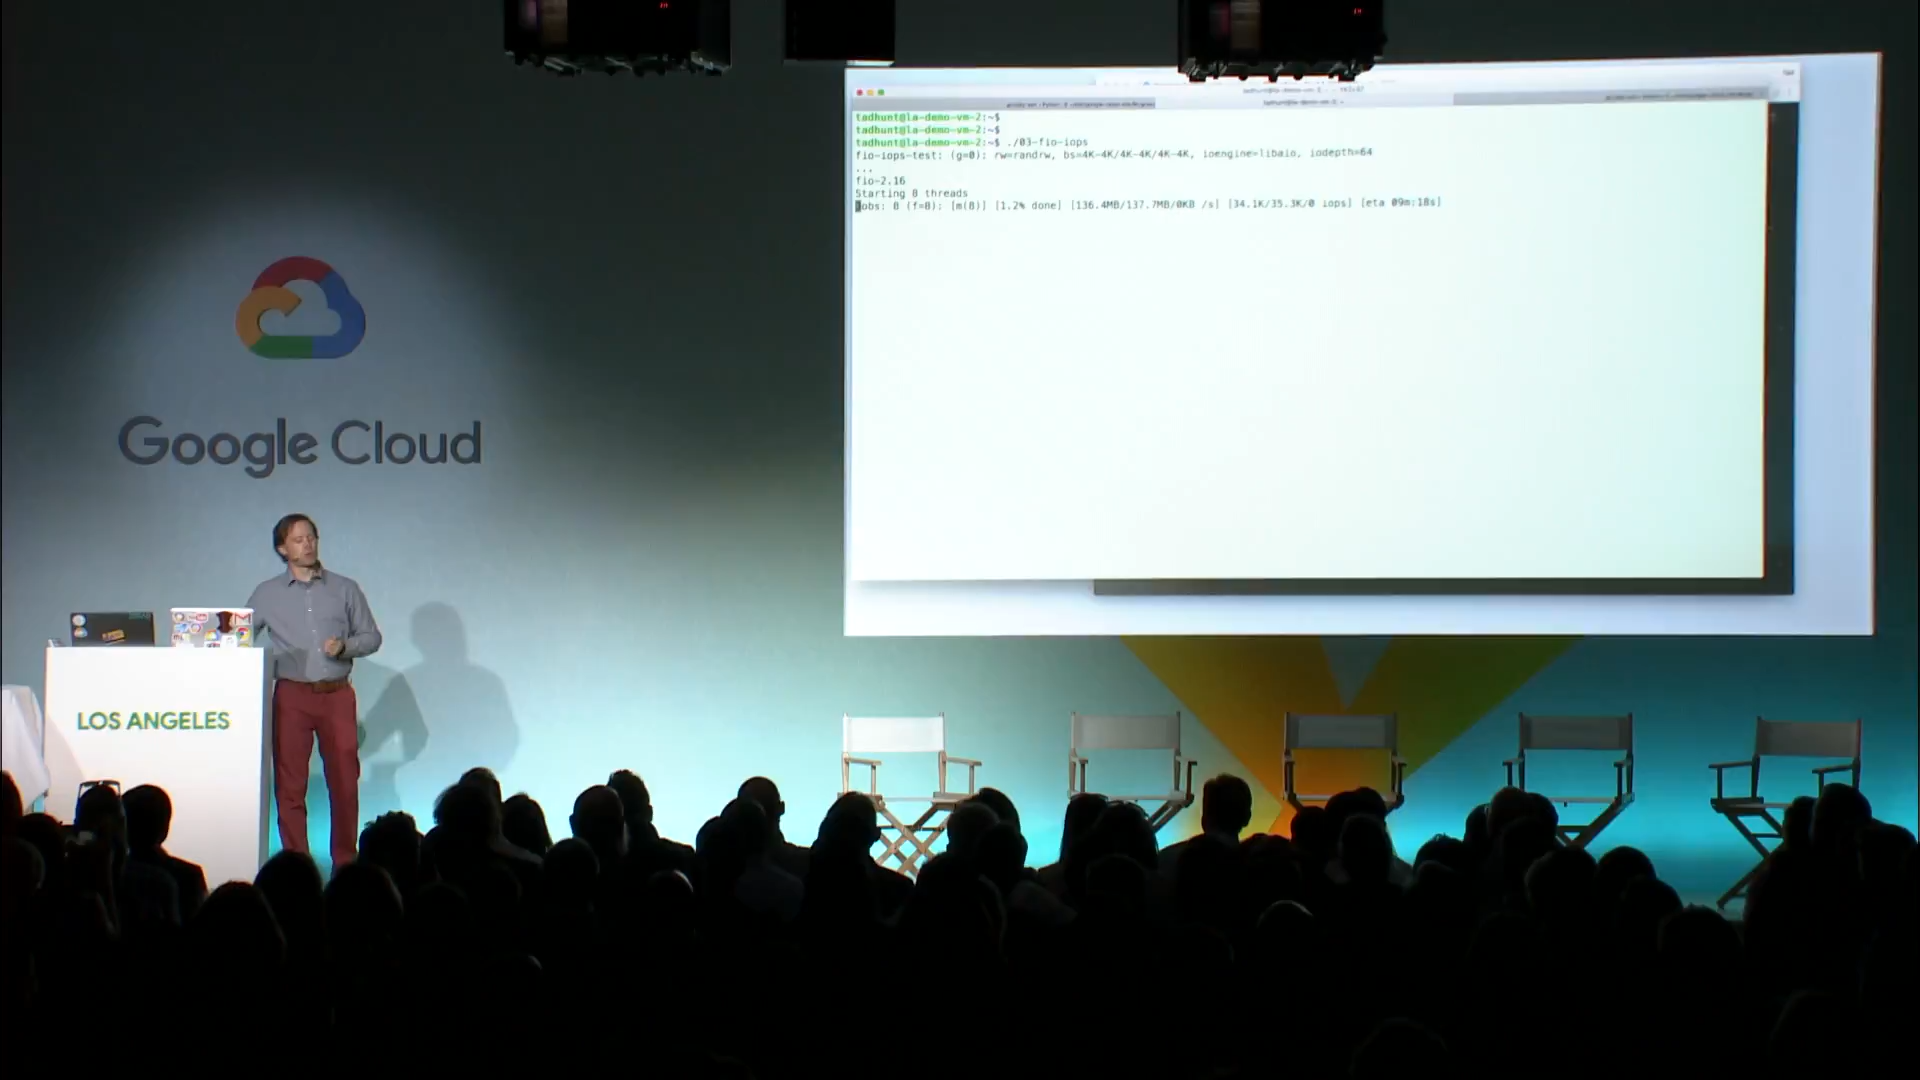 tadhunt@la-demo-vm-2:~$
tadhunt@la-demo-vm-2:~$
tadhunt@la-demo-vm-2:~$ ./03-fio-iops
fio-iops-test: (g=0): rw=randrw, bs=4K-4K/4K-4K/4K-4K, ioengine=libaio, iodepth=64
...
fio-2.16
Starting 8 threads
Jobs: 8 (f=8): [m(8)] [1.2% done] [136.4MB/137.7MB/0KB /s] [34.1K/35.3K/0 iops] [eta 09m:18s]
Google Cloud
LOS ANGELES